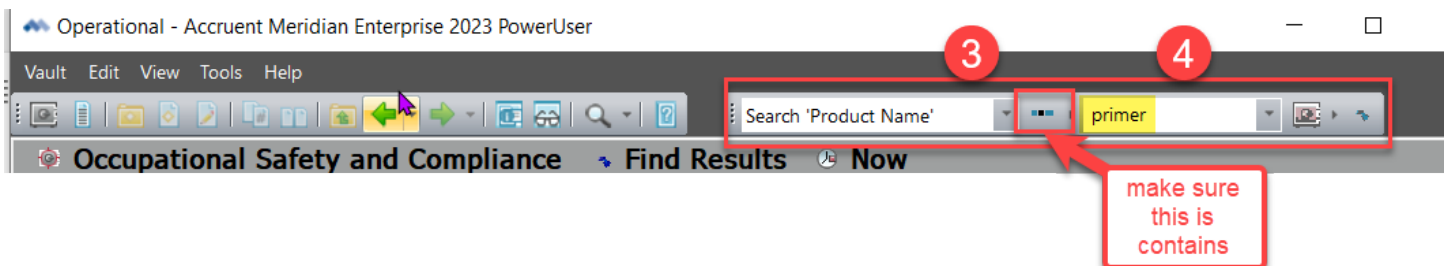 Operational - Accruent Meridian Enterprise 2023 PowerUser
3
4
Vault Edit View Tools Help
Search 'Product Name'
primer
Occupational Safety and Compliance Find Results Now
make sure
this is
contains